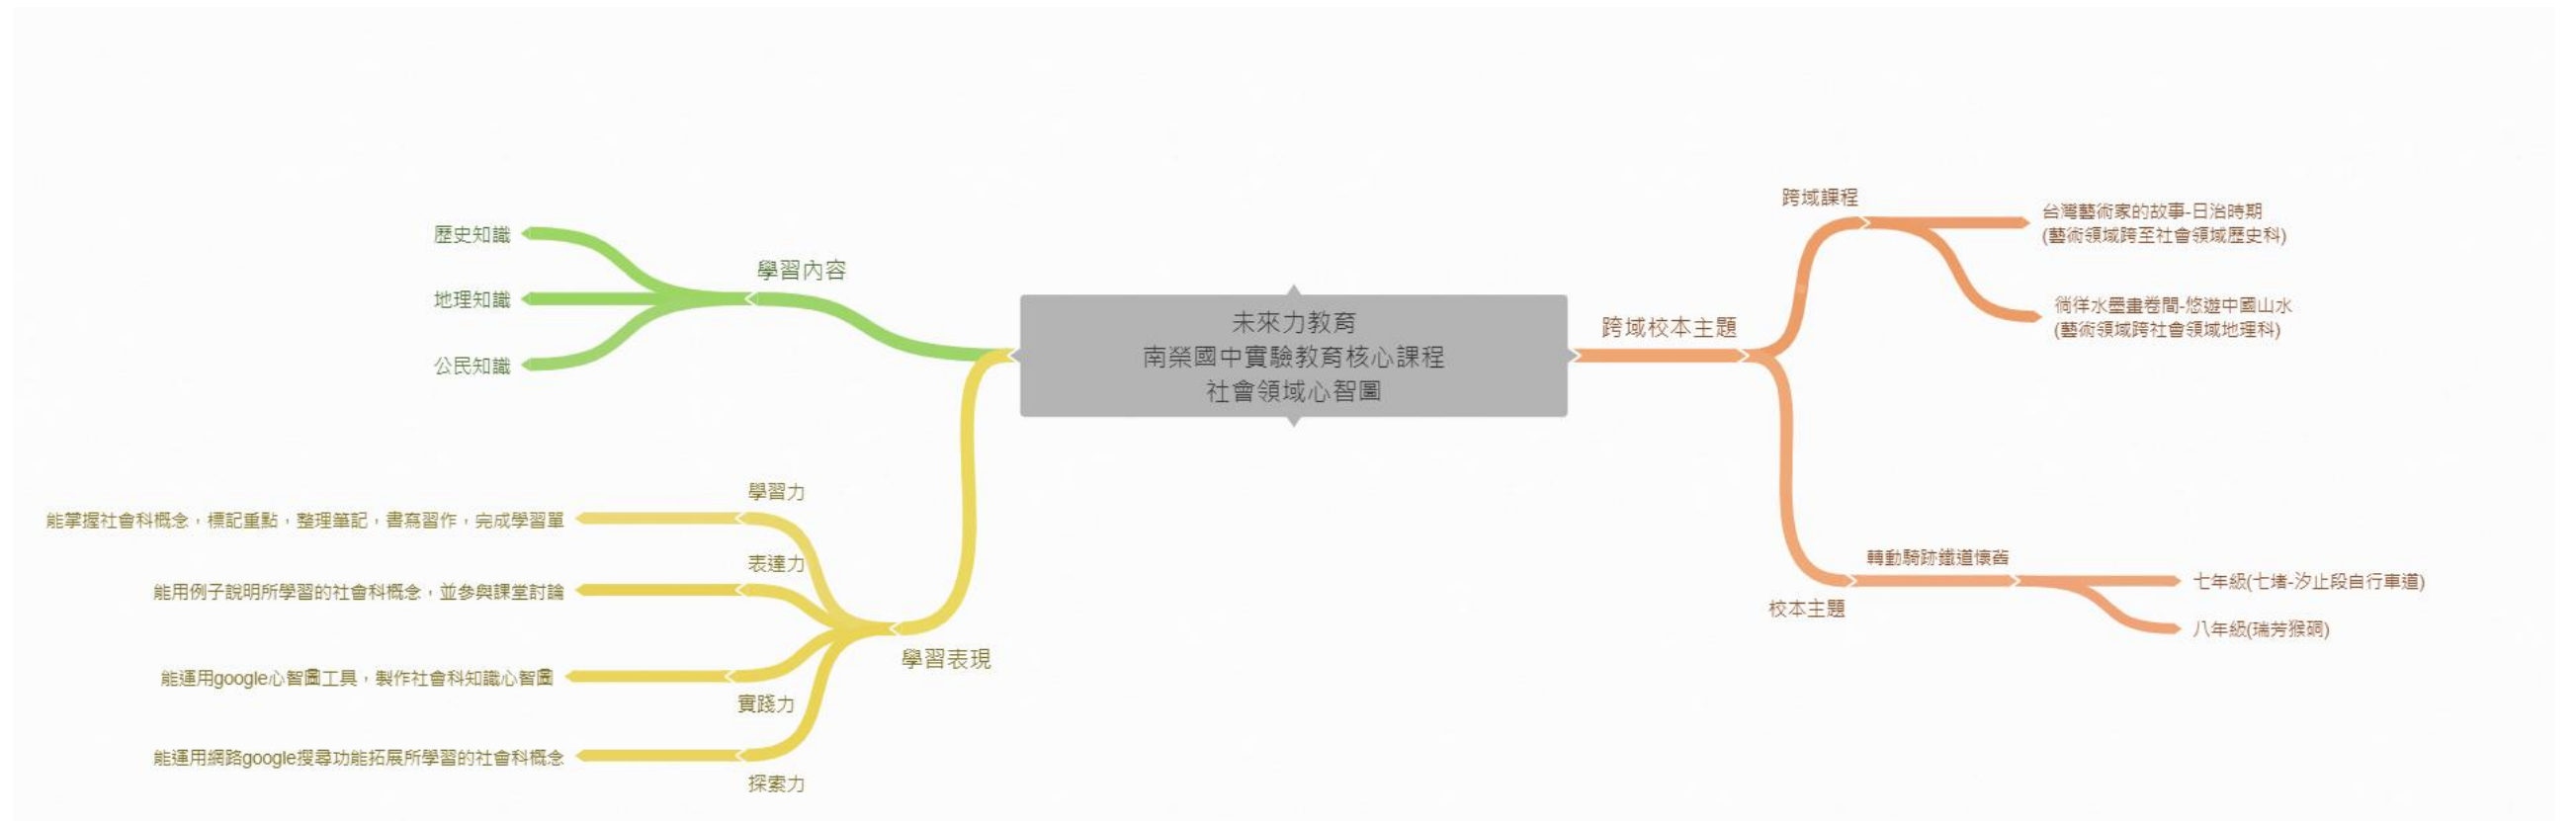 未來力教育
南榮國中實驗教育核心課程
社會領域心智圖
學習內容
歷史知識
地理知識
公民知識
學習表現
學習力
能掌握社會科概念，標記重點，整理筆記，書寫習作，完成學習單
表達力
能用例子說明所學習的社會科概念，並參與課堂討論
能運用google心智圖工具，製作社會科知識心智圖
實踐力
能運用網路google搜尋功能拓展所學習的社會科概念
探索力
跨域校本主題
跨域課程
台灣藝術家的故事-日治時期
(藝術領域跨至社會領域歷史科)
徜徉水墨畫卷間-悠遊中國山水
(藝術領域跨社會領域地理科)
轉動騎跡鐵道懷舊
校本主題
七年級(七堵-汐止段自行車道)
八年級(瑞芳猴硐)